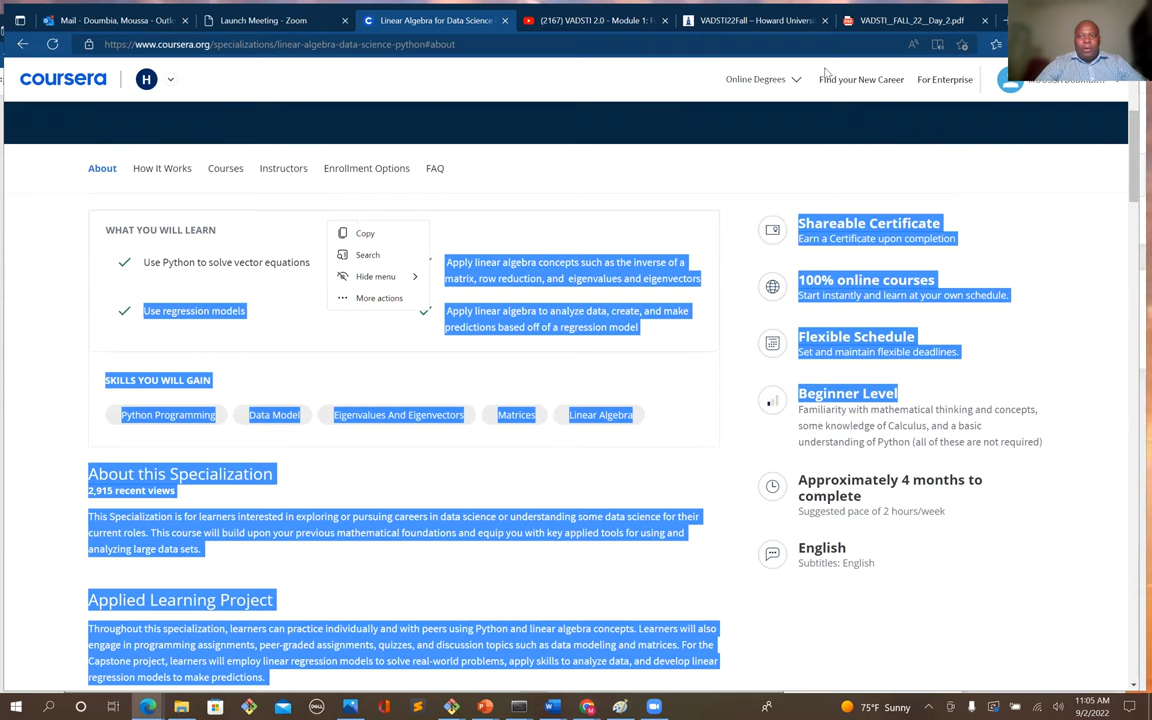 Mail - Doumbia, Moussa - Outlo
Launch Meeting - Zoom
Linear Algebra for Data Science
(2167) VADSTI 2.0 - Module 1: F
VADSTI22Fall – Howard Universi
VADSTI__FALL_22__Day_2.pdf
https://www.coursera.org/specializations/linear-algebra-data-science-python#about
coursera
H
Online Degrees
Find your New Career
For Enterprise
About
How It Works
Courses
Instructors
Enrollment Options
FAQ
WHAT YOU WILL LEARN
Use Python to solve vector equations
Apply linear algebra concepts such as the inverse of a
matrix, row reduction, and eigenvalues and eigenvectors
Use regression models
Apply linear algebra to analyze data, create, and make
predictions based off of a regression model
Copy
Search
Hide menu
More actions
SKILLS YOU WILL GAIN
Python Programming
Data Model
Eigenvalues And Eigenvectors
Matrices
Linear Algebra
About this Specialization
2,915 recent views
This Specialization is for learners interested in exploring or pursuing careers in data science or understanding some data science for their
current roles. This course will build upon your previous mathematical foundations and equip you with key applied tools for using and
analyzing large data sets.
Applied Learning Project
Throughout this specialization, learners can practice individually and with peers using Python and linear algebra concepts. Learners will also
engage in programming assignments, peer-graded assignments, quizzes, and discussion topics such as data modeling and matrices. For the
Capstone project, learners will employ linear regression models to solve real-world problems, apply skills to analyze data, and develop linear
regression models to make predictions.
Shareable Certificate
Earn a Certificate upon completion
100% online courses
Start instantly and learn at your own schedule.
Flexible Schedule
Set and maintain flexible deadlines.
Beginner Level
Familiarity with mathematical thinking and concepts,
some knowledge of Calculus, and a basic
understanding of Python (all of these are not required)
Approximately 4 months to
complete
Suggested pace of 2 hours/week
English
Subtitles: English
75°F Sunny
11:05 AM
9/2/2022